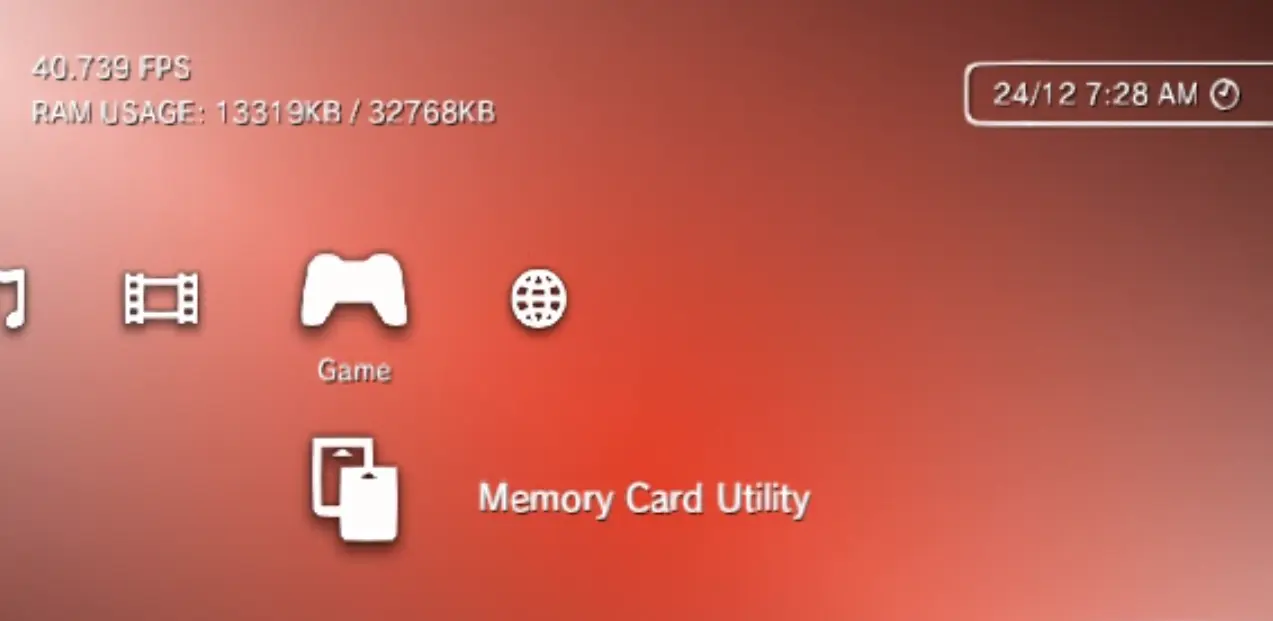 40.739 FPS
RAM USAGE: 13319KB / 32768KB
24/12 7:28 AM
Game
Memory Card Utility